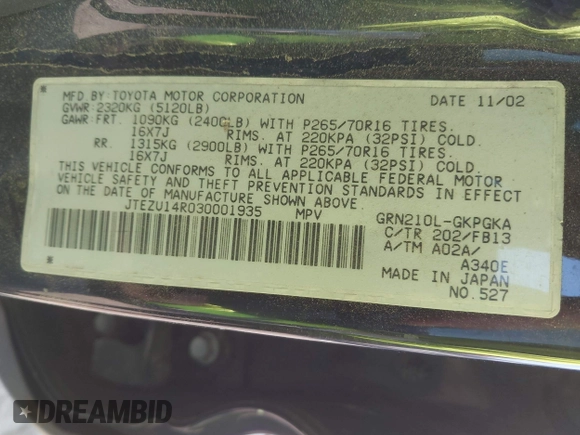 MFD.BY TOYOTA MOTOR CORPORATION DATE 11/02
GVWR 2320KG (5120LB)
GAWR FRT. 1090KG (2400LB) WITH P265/70R16 TIRES.
16X7J RIMS. AT 220KPA (32PSI) COLD.
RR. 1315KG (2900LB) WITH P265/70R16 TIRES.
16X7J RIMS. AT 220KPA (32PSI) COLD.
THIS VEHICLE CONFORMS TO ALL APPLICABLE FEDERAL MOTOR
VEHICLE SAFETY AND THEFT PREVENTION STANDARDS IN EFFECT
ON THE DATE OF MANUFACTURE SHOWN ABOVE.
JTEZU14R030001935 MPV GRN210L-GKPGKA
C/TR 202/FB13
A/TM A02A/
A340E
MADE IN JAPAN
NO.527
DREAMBID